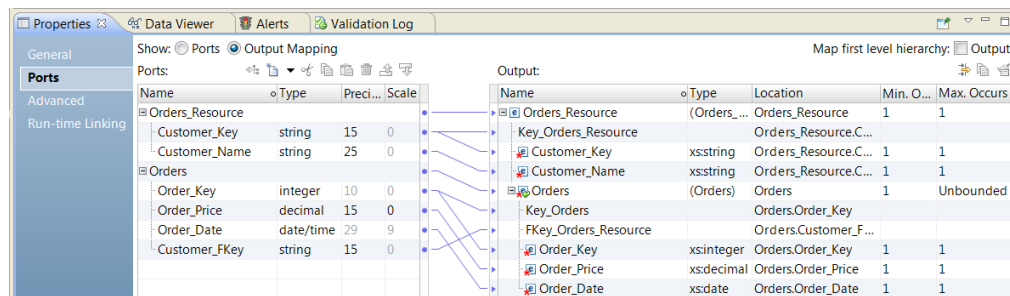 Properties Data Viewer Alerts Validation Log
General
Ports
Advanced
Run-time Linking
Show: Ports Output Mapping Map first level hierarchy: Output
Ports: Output:
Name Type Preci... Scale Name Type Location Min. O... Max. Occurs
Orders_Resource Orders_Resource (Orders_... Orders_Resource 1 1
Customer_Key string 15 0 Key_Orders_Resource Orders_Resource.C...
Customer_Name string 25 0 Customer_Key xs:string Orders_Resource.C... 1 1
Customer_Name xs:string Orders_Resource.C... 1 1
Orders Orders (Orders) Orders 1 Unbounded
Order_Key integer 10 0
Order_Price decimal 15 0 Key_Orders Orders.Order_Key
Order_Date date/time 29 9 FKey_Orders_Resource Orders.Customer_F...
Customer_FKey string 15 0 Order_Key xs:integer Orders.Order_Key 1 1
Order_Price xs:decimal Orders.Order_Price 1 1
Order_Date xs:date Orders.Order_Date 1 1